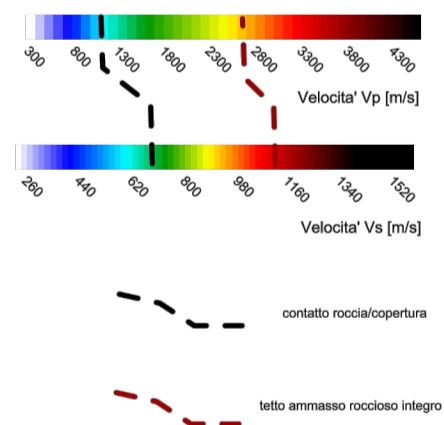 300 800 1300 1800 2300 2800 3300 3800 4300
Velocita' Vp [m/s]
260 440 620 800 980 1160 1340 1520
Velocita' Vs [m/s]
contatto roccia/copertura
tetto ammasso roccioso integro